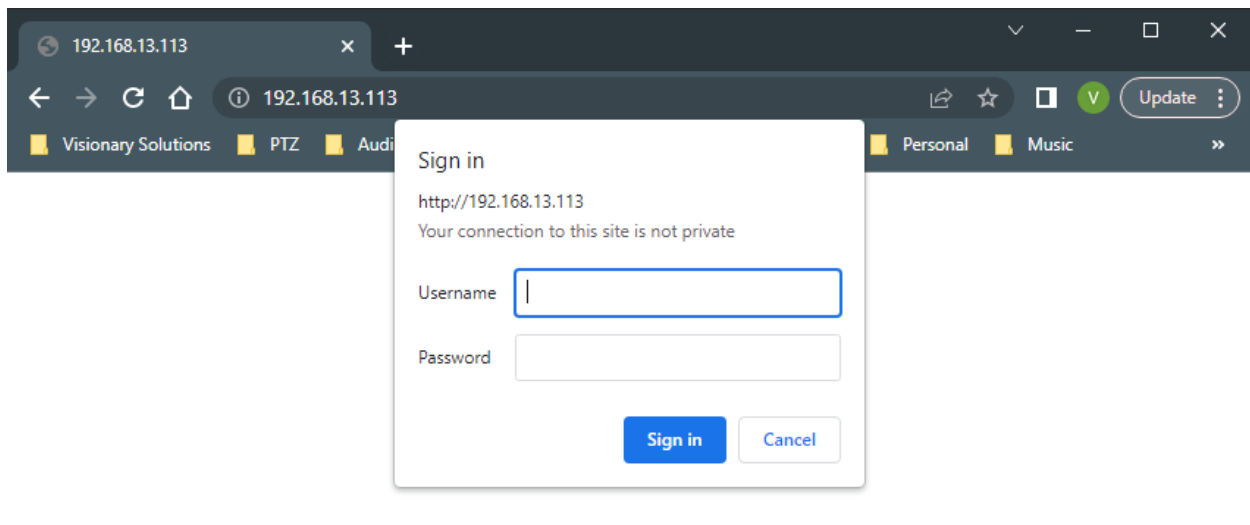 192.168.13.113
192.168.13.113
V
Update
Visionary Solutions PTZ Audi Personal Music
Sign in
http://192.168.13.113
Your connection to this site is not private
Username
Password
Sign in Cancel